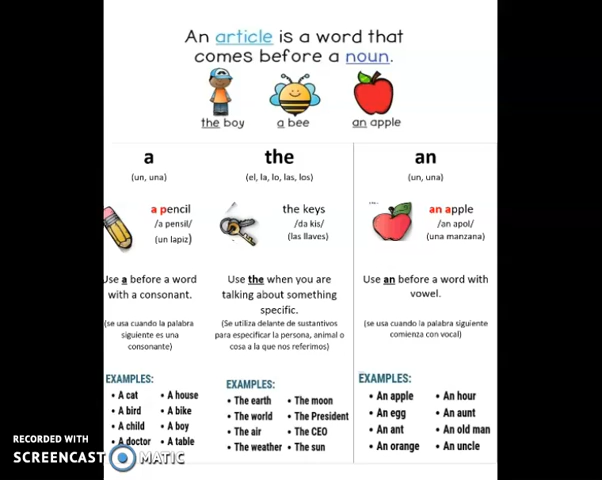 An article is a word that
comes before a noun.
the boy
a bee
an apple
a
(un, una)
a pencil
/a pensil/
(un lapiz)
Use a before a word
with a consonant.
(se usa cuando la palabra
siguiente es una
consonante)
EXAMPLES:
• A cat • A house
• A bird • A bike
• A child • A boy
• A doctor • A table
the
(el, la, lo, las, los)
the keys
/da kis/
(las llaves)
Use the when you are
talking about something
specific.
(Se utiliza delante de sustantivos
para especificar la persona, animal o
cosa a la que nos referimos)
EXAMPLES:
• The earth • The moon
• The world • The President
• The air • The CEO
• The weather • The sun
an
(un, una)
an apple
/an apol/
(una manzana)
Use an before a word with
vowel.
(se usa cuando la palabra siguiente
comienza con vocal)
EXAMPLES:
• An apple • An hour
• An egg • An aunt
• An ant • An old man
• An orange • An uncle
RECORDED WITH
SCREENCAST MATIC